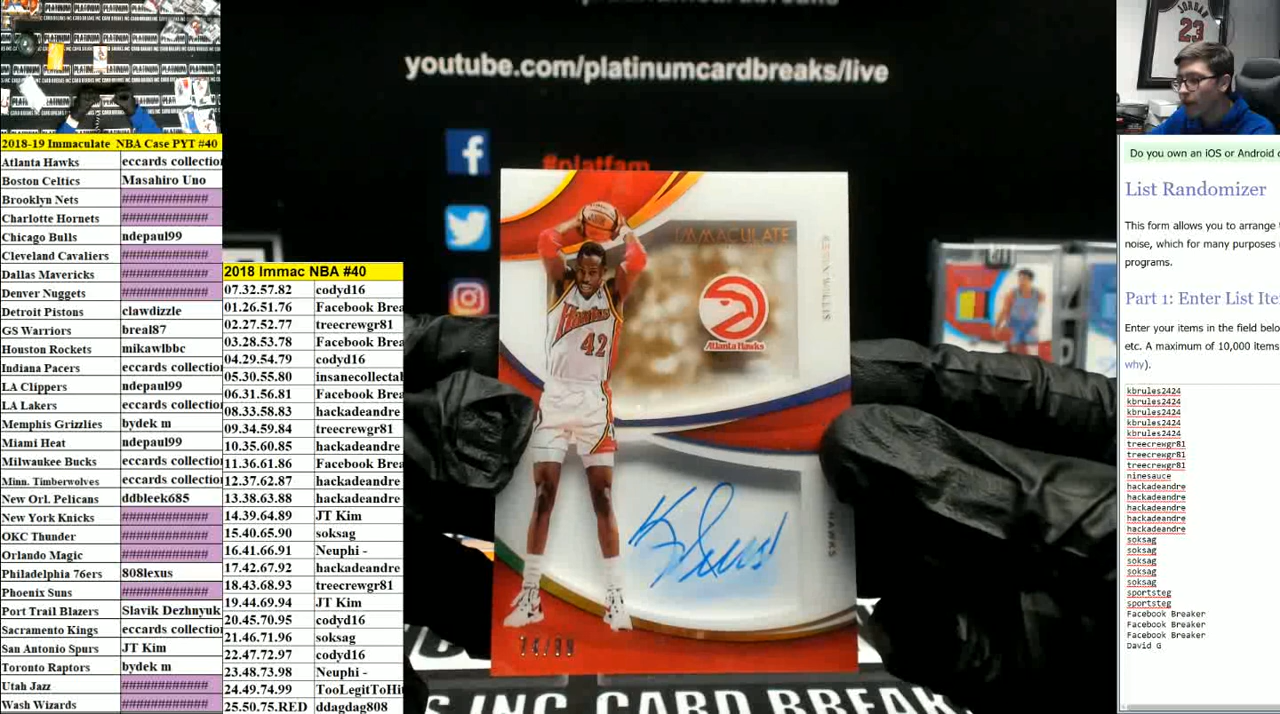 youtube.com/platinumcardbreaks/live
#platfam
2018-19 Immaculate NBA Case PYT #40
Atlanta Hawks eccards collection
Boston Celtics Masahiro Uno
Brooklyn Nets #############
Charlotte Hornets #############
Chicago Bulls ndepaul99
Cleveland Cavaliers #############
Dallas Mavericks #############
Denver Nuggets #############
Detroit Pistons clawdizzle
GS Warriors breal87
Houston Rockets mikawlbbc
Indiana Pacers eccards collection
LA Clippers ndepaul99
LA Lakers eccards collection
Memphis Grizzlies bydek m
Miami Heat ndepaul99
Milwaukee Bucks eccards collection
Minn. Timberwolves eccards collection
New Orl. Pelicans ddbleek685
New York Knicks #############
OKC Thunder #############
Orlando Magic #############
Philadelphia 76ers 808lexus
Phoenix Suns #############
Port Trail Blazers Slavik Dezhnyuk
Sacramento Kings eccards collection
San Antonio Spurs JT Kim
Toronto Raptors bydek m
Utah Jazz #############
Wash Wizards #############
2018 Immac NBA #40
07.32.57.82 codyd16
01.26.51.76 Facebook Brea
02.27.52.77 treecrewgr81
03.28.53.78 Facebook Brea
04.29.54.79 codyd16
05.30.55.80 insanecollectab
06.31.56.81 Facebook Brea
08.33.58.83 hackadeandre
09.34.59.84 treecrewgr81
10.35.60.85 hackadeandre
11.36.61.86 Facebook Brea
12.37.62.87 hackadeandre
13.38.63.88 hackadeandre
14.39.64.89 JT Kim
15.40.65.90 soksag
16.41.66.91 Neuphi -
17.42.67.92 hackadeandre
18.43.68.93 treecrewgr81
19.44.69.94 JT Kim
20.45.70.95 codyd16
21.46.71.96 soksag
22.47.72.97 codyd16
23.48.73.98 Neuphi -
24.49.74.99 TooLegitToHit
25.50.75.RED ddagdag808
IMMACULATE
KEVIN WILLIS
Atlanta Hawks
Hawks
42
HAWKS
INC CARD BREAK
JORDAN
23
Do you own an iOS or Android
List Randomizer
This form allows you to arrange t
noise, which for many purposes
programs.
Part 1: Enter List Ite
Enter your items in the field belo
etc. A maximum of 10,000 items
why).
kbrules2424
kbrules2424
kbrules2424
kbrules2424
kbrules2424
treecrewgr81
treecrewgr81
treecrewgr81
ninesauce
hackadeandre
hackadeandre
hackadeandre
hackadeandre
hackadeandre
soksag
soksag
soksag
soksag
soksag
sportsteg
sportsteg
Facebook Breaker
Facebook Breaker
Facebook Breaker
David G